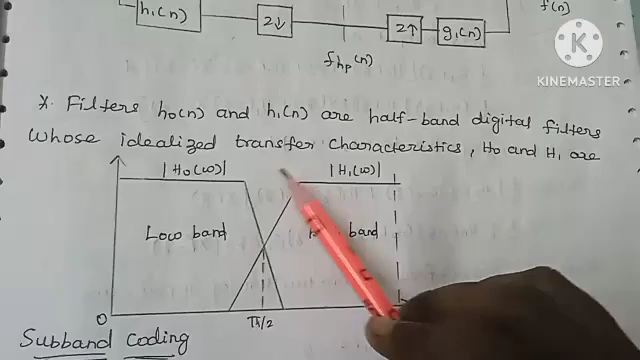 h₁(n)
2↓
2↑
g₁(n)
f̂(n)
f_hp(n)
KINEMASTER
* Filters h₀(n) and h₁(n) are half-band digital filters
whose idealized transfer characteristics, H₀ and H₁ are
|H₀(ω)| |H₁(ω)|
Low band band
0 π/2
Subband Coding